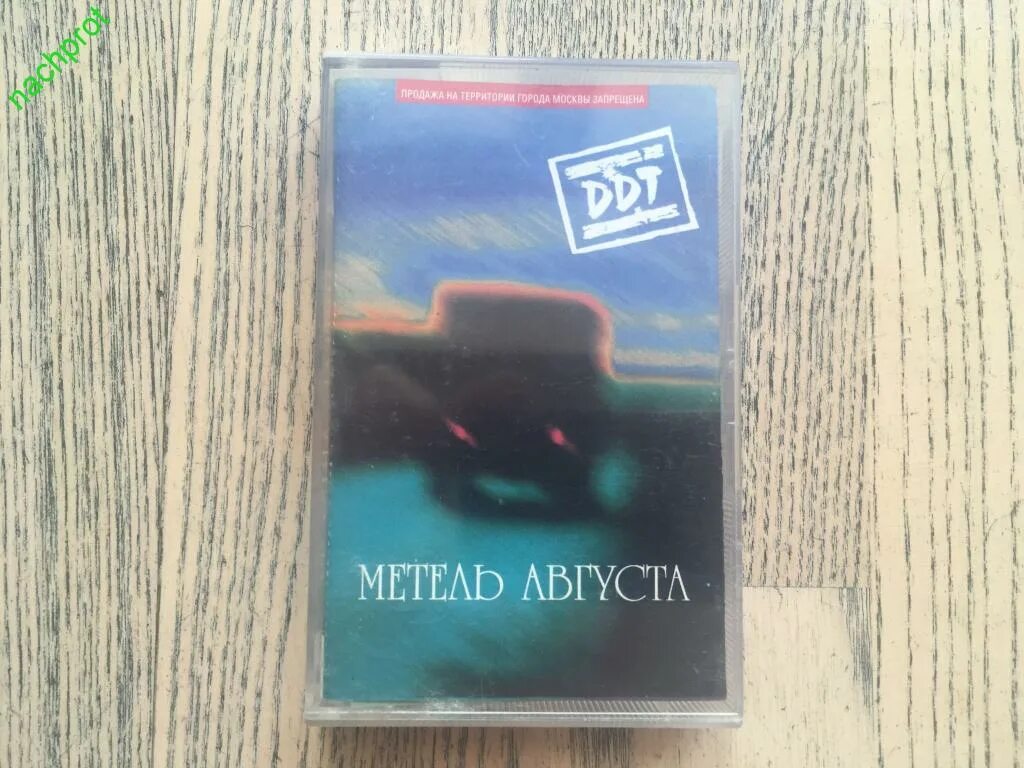 nachprot
ПРОДАЖА НА ТЕРРИТОРИИ ГОРОДА МОСКВЫ ЗАПРЕЩЕНА
DDT
МЕТЕЛЬ АВГУСТА